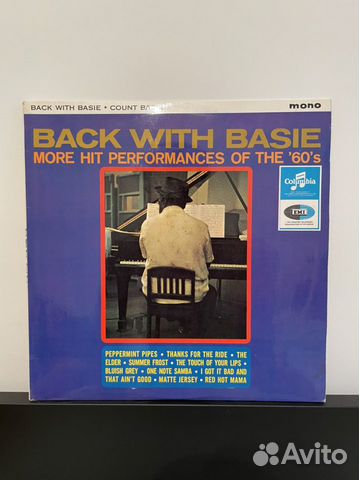 BACK WITH BASIE • COUNT BA
mono
BACK WITH BASIE
MORE HIT PERFORMANCES OF THE '60's
Columbia
EMI
PEPPERMINT PIPES • THANKS FOR THE RIDE • THE
ELDER • SUMMER FROST • THE TOUCH OF YOUR LIPS •
BLUISH GREY • ONE NOTE SAMBA • I GOT IT BAD AND
THAT AIN'T GOOD • MATTE JERSEY • RED HOT MAMA
Avito